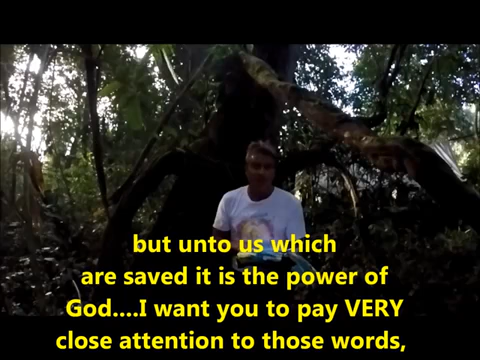 but unto us which
are saved it is the power of
God....I want you to pay VERY
close attention to those words,